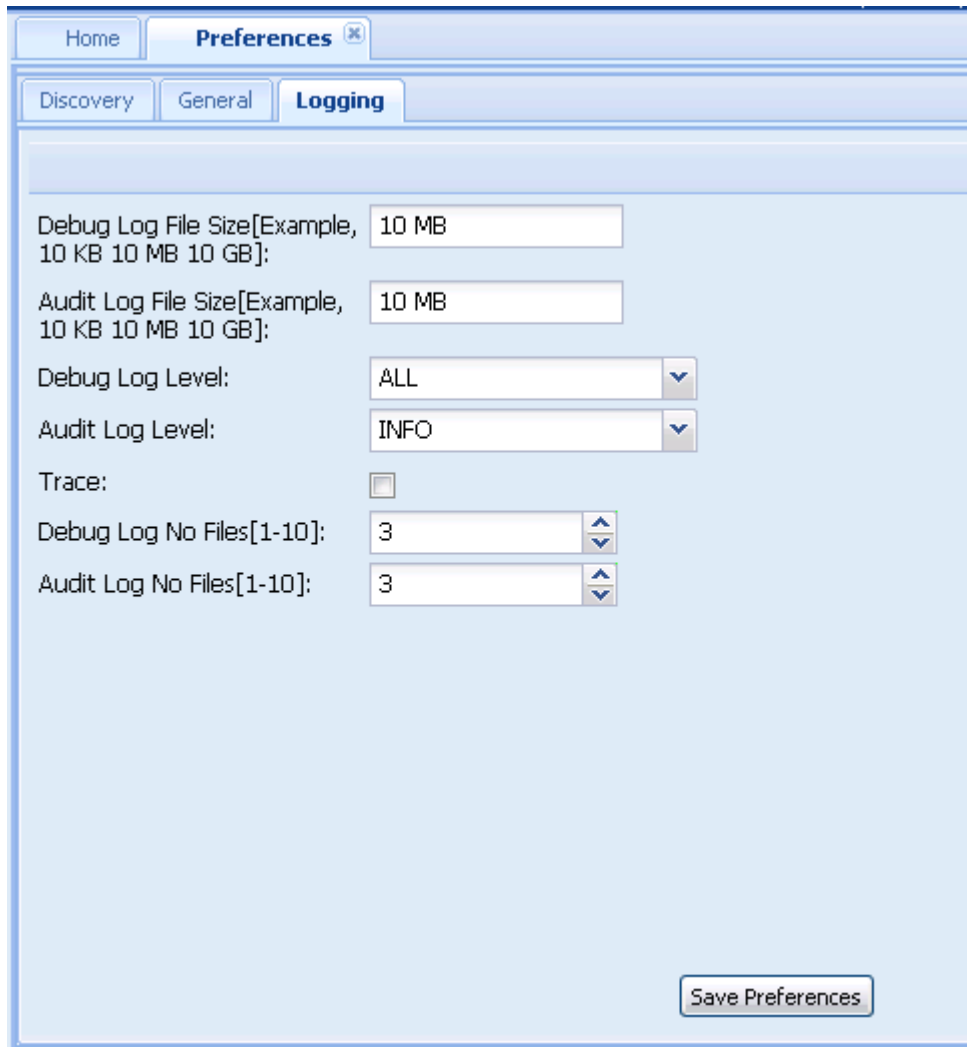 Home
Preferences
Discovery
General
Logging
Debug Log File Size[Example,
10 KB 10 MB 10 GB]:
10 MB
Audit Log File Size[Example,
10 KB 10 MB 10 GB]:
10 MB
Debug Log Level:
ALL
Audit Log Level:
INFO
Trace:
Debug Log No Files[1-10]:
3
Audit Log No Files[1-10]:
3
Save Preferences